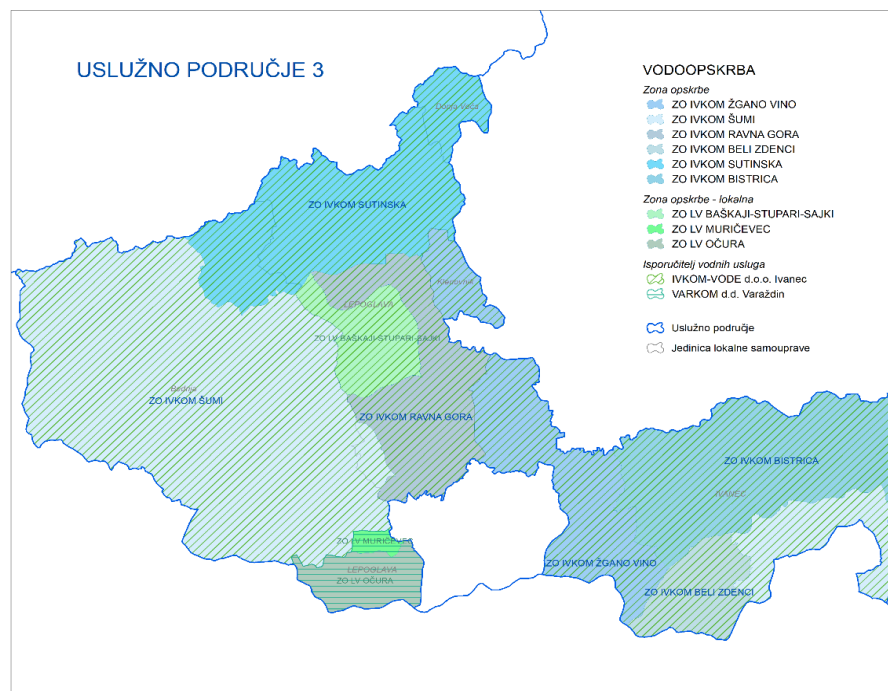 USLUŽNO PODRUČJE 3
VODOOPSKRBA
Zona opskrbe
ZO IVKOM ŽGANO VINO
ZO IVKOM ŠUMI
ZO IVKOM RAVNA GORA
ZO IVKOM BELI ZDENCI
ZO IVKOM SUTINSKA
ZO IVKOM BISTRICA
Zona opskrbe - lokalna
ZO LV BAŠKAJI-STUPARI-SAJKI
ZO LV MURIČEVEC
ZO LV OČURA
Isporučitelj vodnih usluga
IVKOM-VODE d.o.o. Ivanec
VARKOM d.d. Varaždin
Uslužno područje
Jedinica lokalne samouprave
Donja Voća
ZO IVKOM SUTINSKA
Klenovnik
LEPOGLAVA
ZO LV BAŠKAJI-STUPARI-SAJKI
Bednja
ZO IVKOM ŠUMI
ZO IVKOM RAVNA GORA
ZO IVKOM BISTRICA
IVANEC
ZO LV MURIČEVEC
ZO IVKOM ŽGANO VINO
LEPOGLAVA
ZO LV OČURA
ZO IVKOM BELI ZDENCI